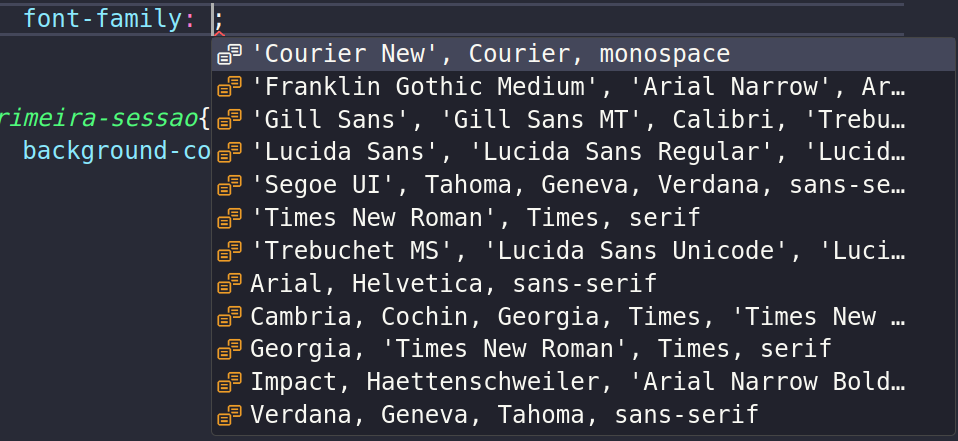 font-family: ;
'Courier New', Courier, monospace
'Franklin Gothic Medium', 'Arial Narrow', Ar…
'Gill Sans', 'Gill Sans MT', Calibri, 'Trebu…
'Lucida Sans', 'Lucida Sans Regular', 'Lucid…
'Segoe UI', Tahoma, Geneva, Verdana, sans-se…
'Times New Roman', Times, serif
'Trebuchet MS', 'Lucida Sans Unicode', 'Luci…
Arial, Helvetica, sans-serif
Cambria, Cochin, Georgia, Times, 'Times New …
Georgia, 'Times New Roman', Times, serif
Impact, Haettenschweiler, 'Arial Narrow Bold…
Verdana, Geneva, Tahoma, sans-serif
rimeira-sessao{
background-co